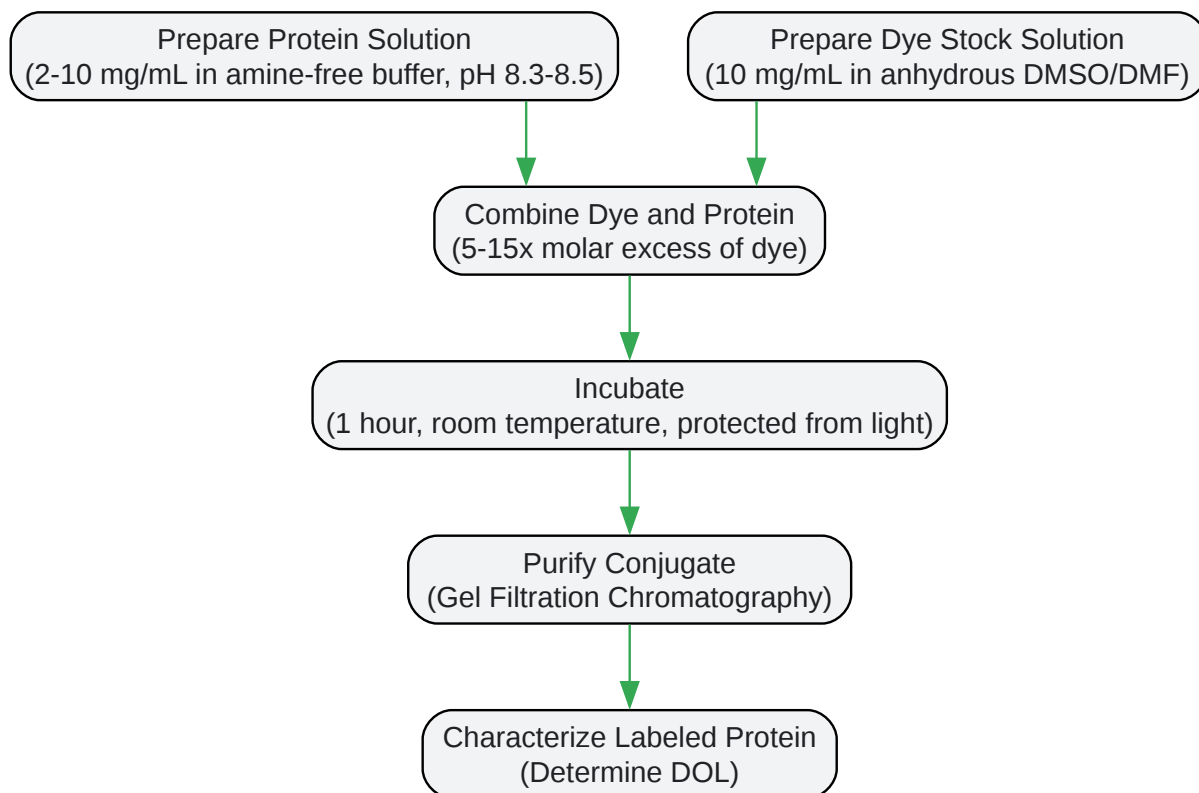 Prepare Protein Solution
(2-10 mg/mL in amine-free buffer, pH 8.3-8.5)
Prepare Dye Stock Solution
(10 mg/mL in anhydrous DMSO/DMF)
Combine Dye and Protein
(5-15x molar excess of dye)
Incubate
(1 hour, room temperature, protected from light)
Purify Conjugate
(Gel Filtration Chromatography)
Characterize Labeled Protein
(Determine DOL)